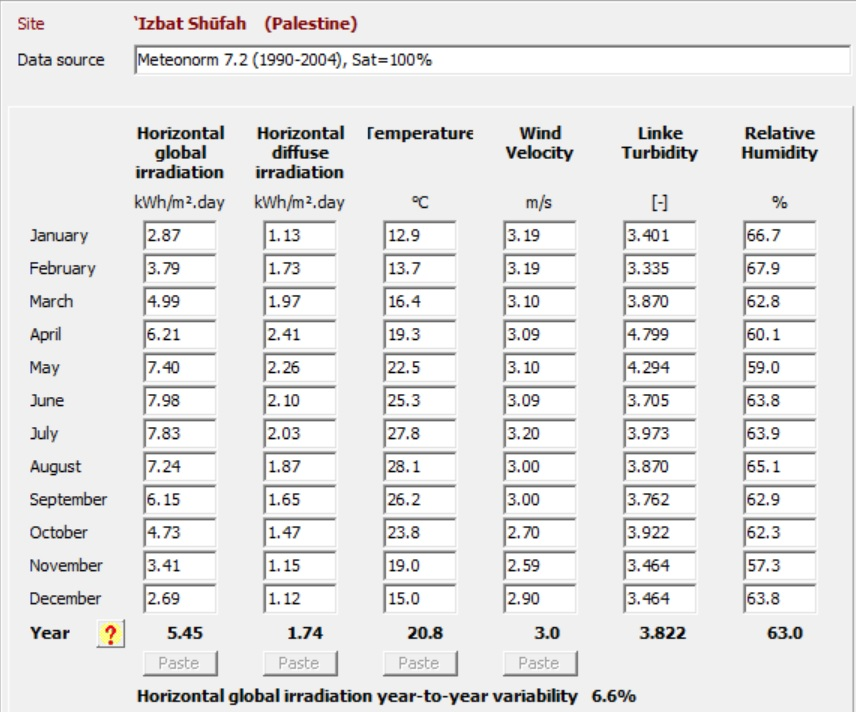 Site ‘Izbat Shūfah (Palestine)
Data source Meteonorm 7.2 (1990-2004), Sat=100%
Horizontal global irradiation Horizontal diffuse irradiation Temperature Wind Velocity Linke Turbidity Relative Humidity
kWh/m².day kWh/m².day ºC m/s [-] %
January 2.87 1.13 12.9 3.19 3.401 66.7
February 3.79 1.73 13.7 3.19 3.335 67.9
March 4.99 1.97 16.4 3.10 3.870 62.8
April 6.21 2.41 19.3 3.09 4.799 60.1
May 7.40 2.26 22.5 3.10 4.294 59.0
June 7.98 2.10 25.3 3.09 3.705 63.8
July 7.83 2.03 27.8 3.20 3.973 63.9
August 7.24 1.87 28.1 3.00 3.870 65.1
September 6.15 1.65 26.2 3.00 3.762 62.9
October 4.73 1.47 23.8 2.70 3.922 62.3
November 3.41 1.15 19.0 2.59 3.464 57.3
December 2.69 1.12 15.0 2.90 3.464 63.8
Year ? 5.45 1.74 20.8 3.0 3.822 63.0
Paste Paste Paste Paste
Horizontal global irradiation year-to-year variability 6.6%